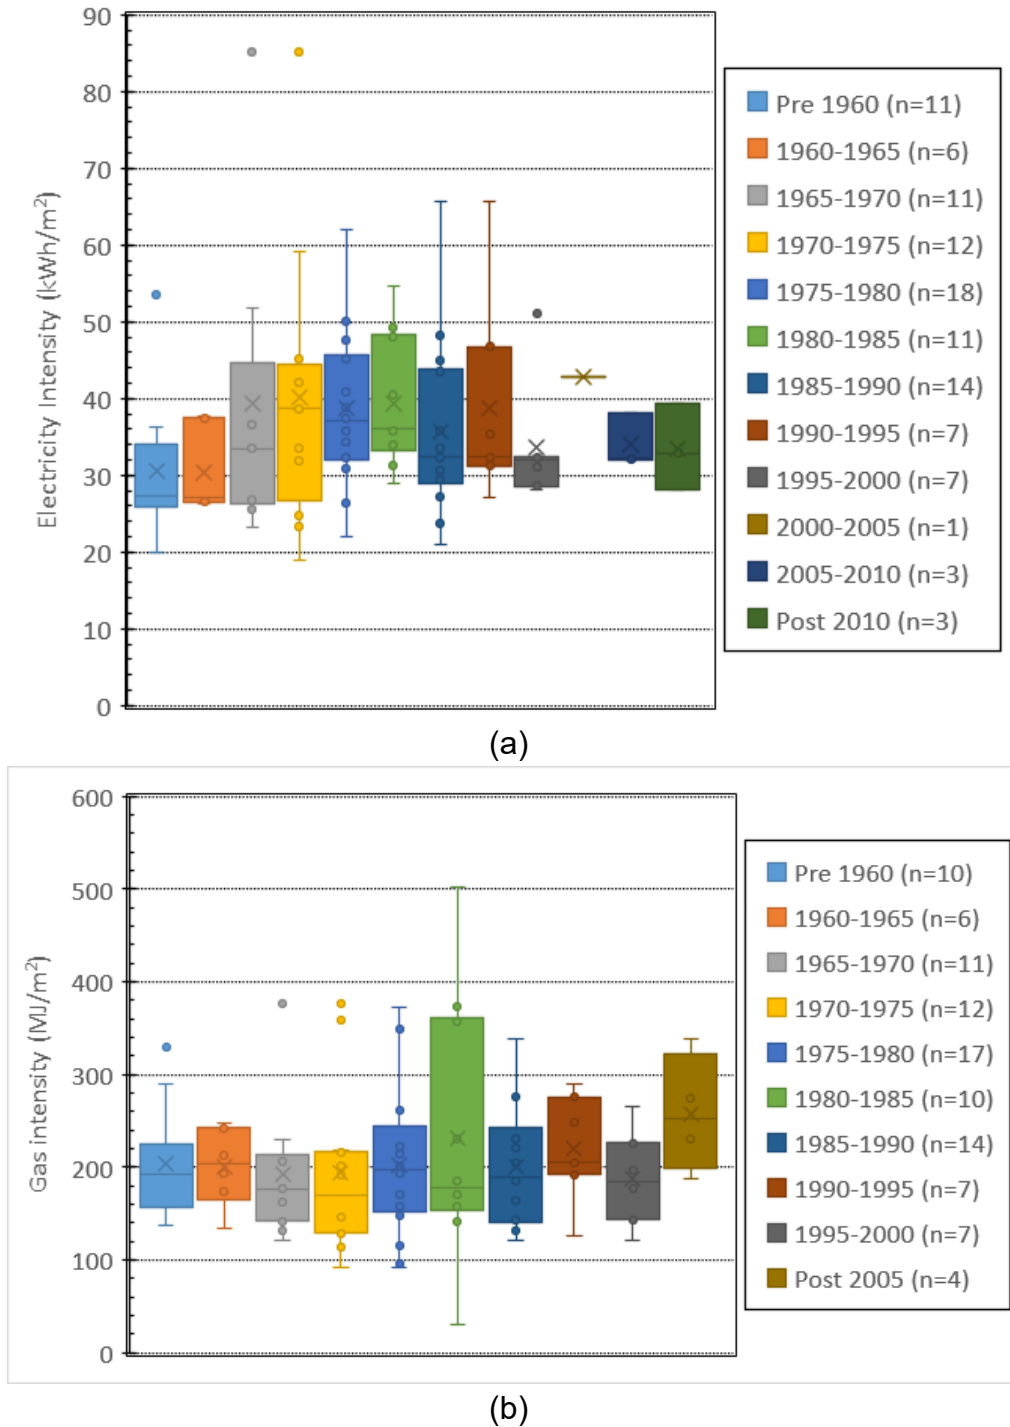 90
80
70
60
50
40
30
20
10
0
Electricity Intensity (kWh/m²)
Pre 1960 (n=11)
1960-1965 (n=6)
1965-1970 (n=11)
1970-1975 (n=12)
1975-1980 (n=18)
1980-1985 (n=11)
1985-1990 (n=14)
1990-1995 (n=7)
1995-2000 (n=7)
2000-2005 (n=1)
2005-2010 (n=3)
Post 2010 (n=3)
(a)
600
500
400
300
200
100
0
Gas intensity (MJ/m²)
Pre 1960 (n=10)
1960-1965 (n=6)
1965-1970 (n=11)
1970-1975 (n=12)
1975-1980 (n=17)
1980-1985 (n=10)
1985-1990 (n=14)
1990-1995 (n=7)
1995-2000 (n=7)
Post 2005 (n=4)
(b)